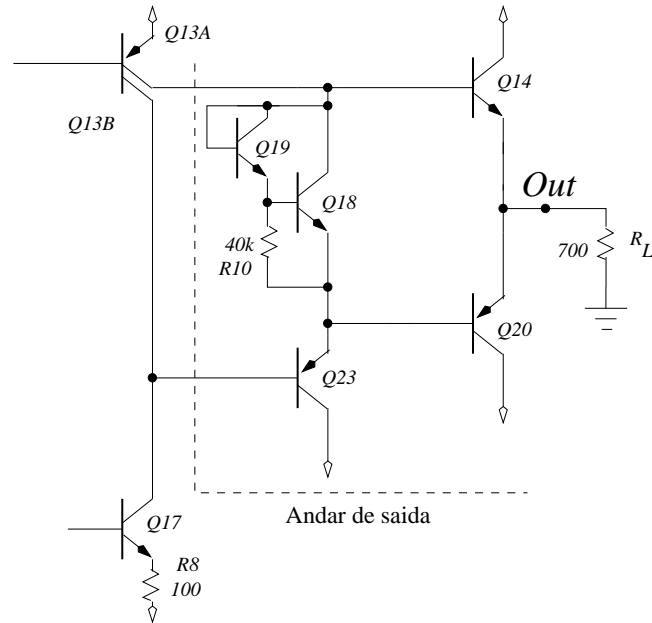 Q13A
Q14
Q13B
Q19
Out
Q18
40k
R10
700
R L
Q20
Q23
Andar de saida
Q17
R8
100